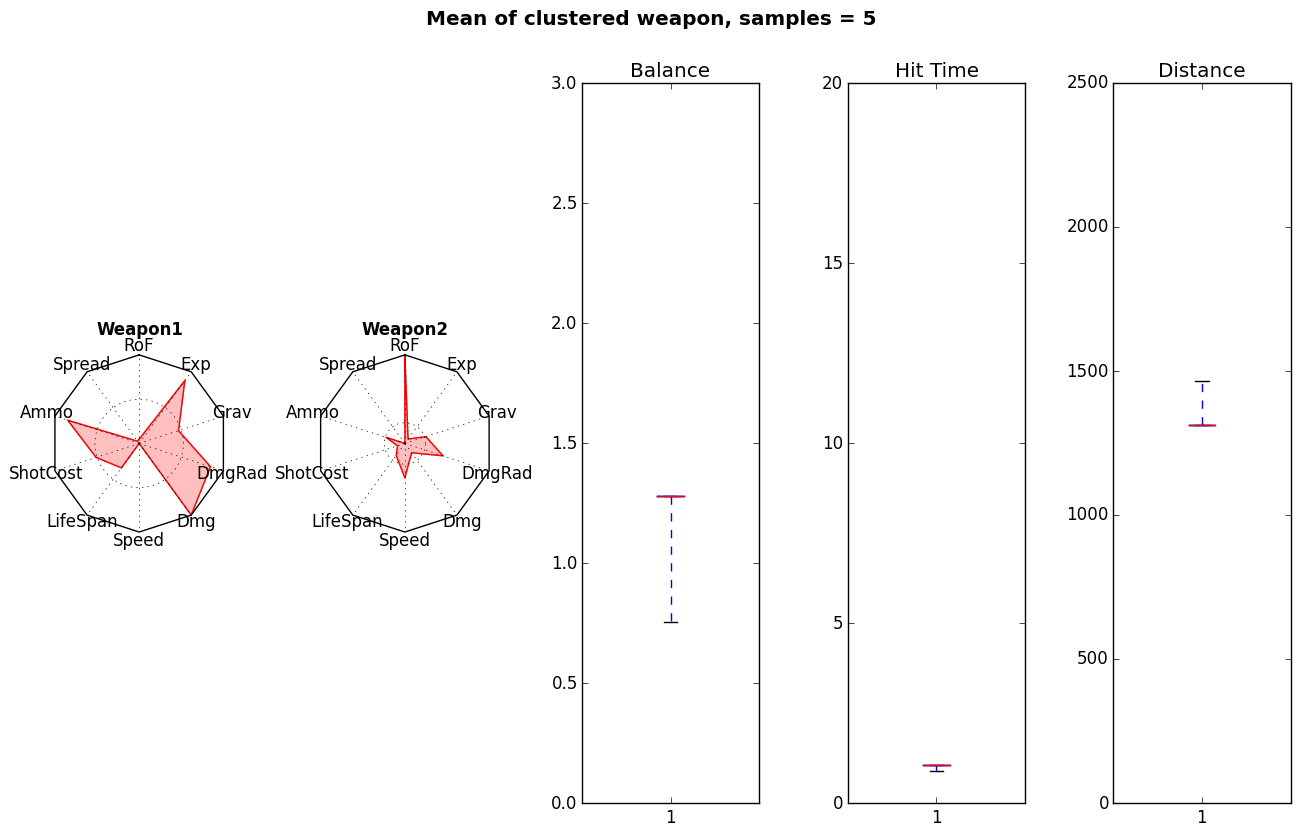 Mean of clustered weapon, samples = 5
Weapon1
RoF
Spread
Exp
Ammo
Grav
ShotCost
DmgRad
LifeSpan
Dmg
Speed
Weapon2
RoF
Spread
Exp
Ammo
Grav
ShotCost
DmgRad
LifeSpan
Dmg
Speed
Balance
3.0
2.5
2.0
1.5
1.0
0.5
0.0
1
Hit Time
20
15
10
5
0
1
Distance
2500
2000
1500
1000
500
0
1